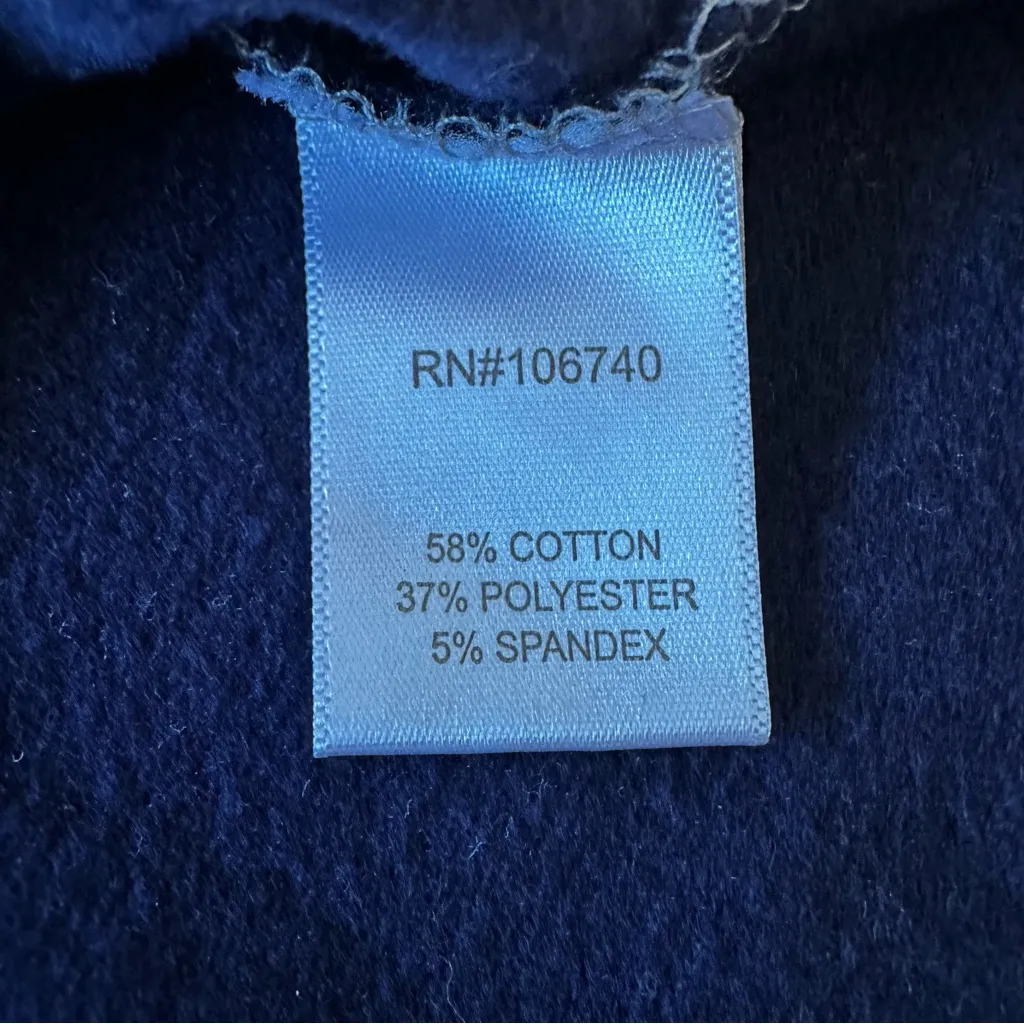 RN#106740
58% COTTON
37% POLYESTER
5% SPANDEX